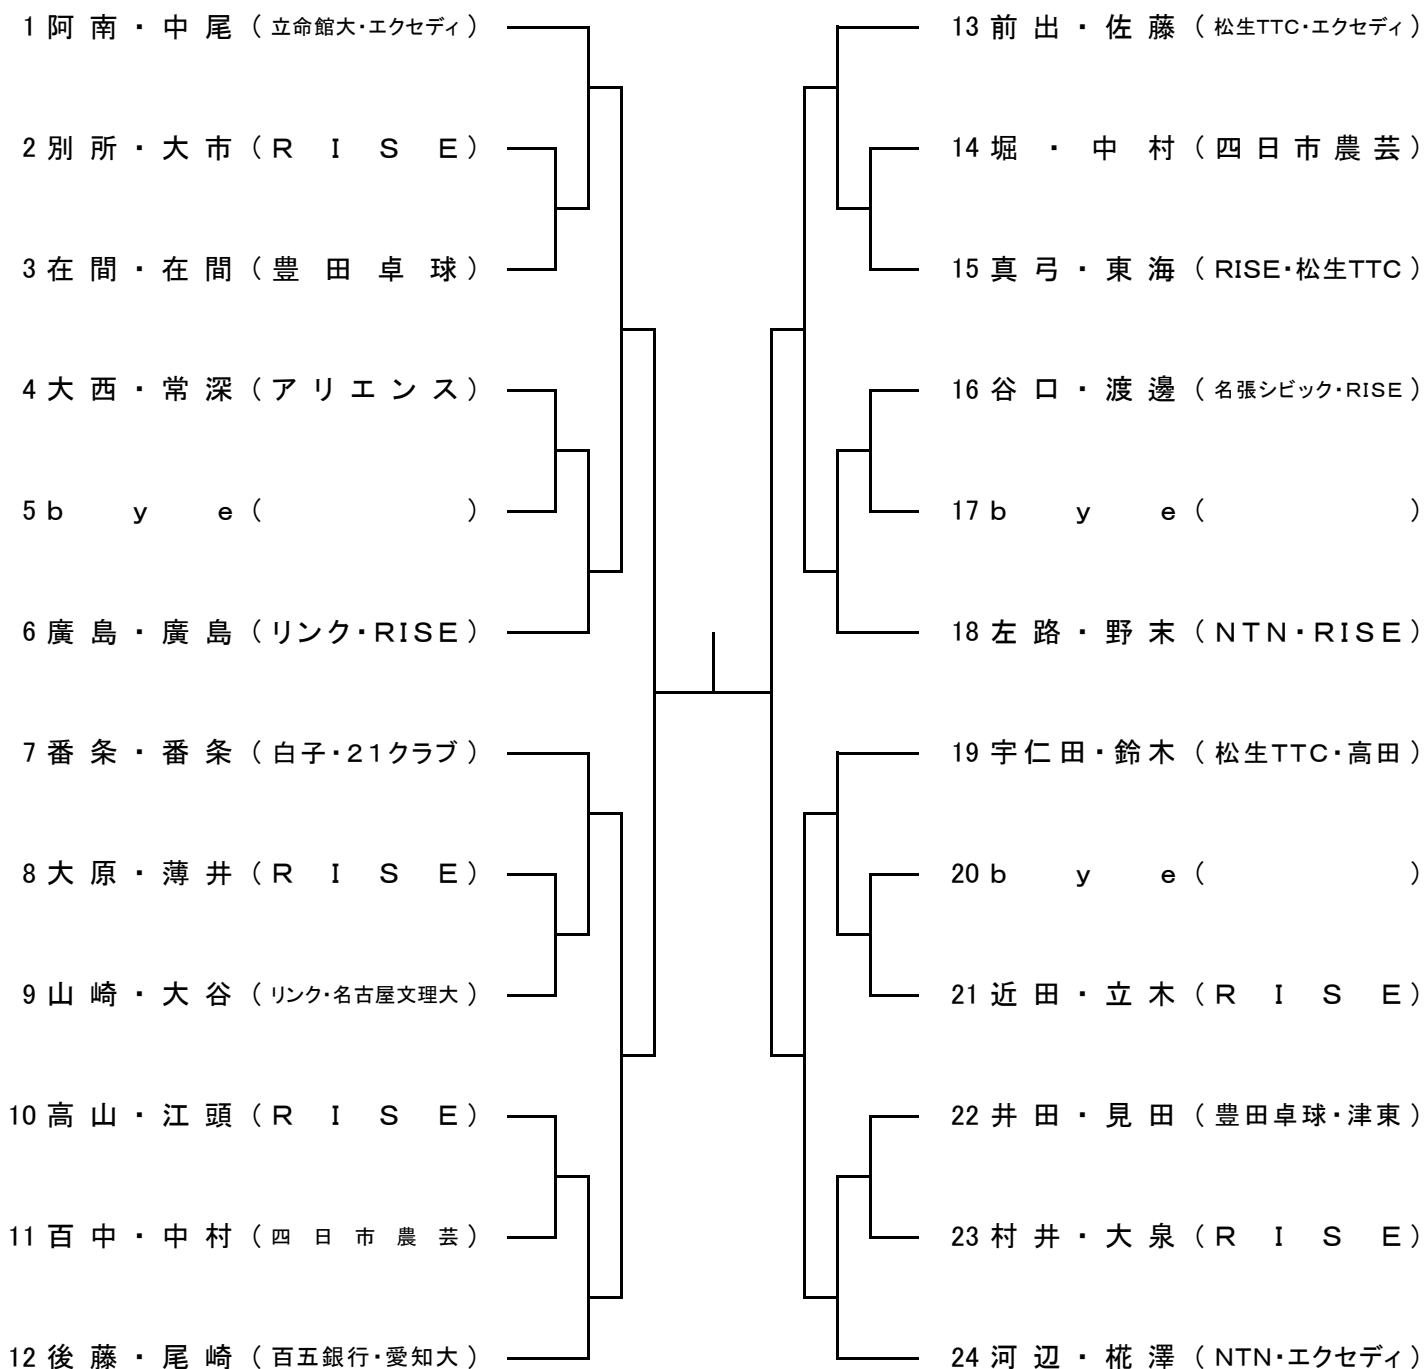 1 阿南・中尾（立命館大・エクセディ）
2 別所・大市（RISE）
3 在間・在間（豊田卓球）
4 大西・常深（アリエンス）
5 bye（　）
6 廣島・廣島（リンク・RISE）
7 番条・番条（白子・21クラブ）
8 大原・薄井（RISE）
9 山崎・大谷（リンク・名古屋文理大）
10 高山・江頭（RISE）
11 百中・中村（四日市農芸）
12 後藤・尾崎（百五銀行・愛知大）
13 前出・佐藤（松生TTC・エクセディ）
14 堀・中村（四日市農芸）
15 真弓・東海（RISE・松生TTC）
16 谷口・渡邊（名張シビック・RISE）
17 bye（　）
18 左路・野末（NTN・RISE）
19 宇仁田・鈴木（松生TTC・高田）
20 bye（　）
21 近田・立木（RISE）
22 井田・見田（豊田卓球・津東）
23 村井・大泉（RISE）
24 河辺・椛澤（NTN・エクセディ）